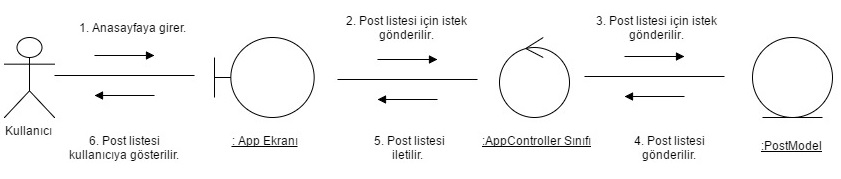 1. Anasayfaya girer.
2. Post listesi için istek
gönderilir.
3. Post listesi için istek
gönderilir.
Kullanıcı
6. Post listesi
kullanıcıya gösterilir.
: App Ekranı
5. Post listesi
iletilir.
:AppController Sınıfı
4. Post listesi
gönderilir.
:PostModel